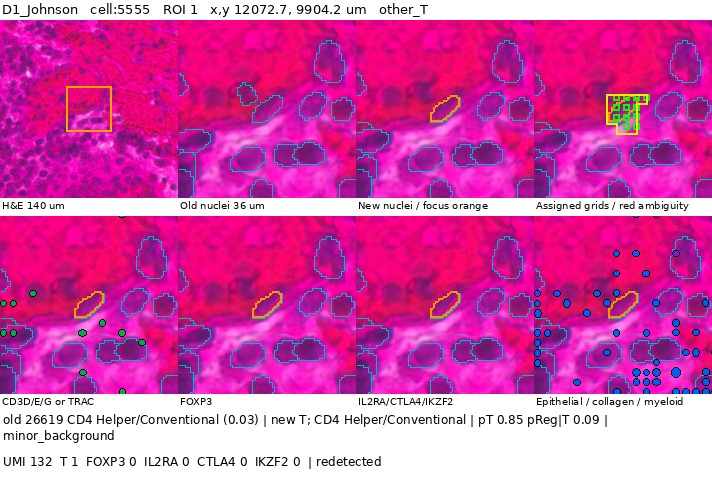 D1_Johnson   cell:5555   ROI 1   x,y 12072.7, 9904.2 um   other_T
H&E 140 um
Old nuclei 36 um
New nuclei / focus orange
Assigned grids / red ambiguity
CD3D/E/G or TRAC
FOXP3
IL2RA/CTLA4/IKZF2
Epithelial / collagen / myeloid
old 26619 CD4 Helper/Conventional (0.03) | new T; CD4 Helper/Conventional | pT 0.85 pReg|T 0.09 |
minor_background
UMI 132  T 1  FOXP3 0  IL2RA 0  CTLA4 0  IKZF2 0  | redetected